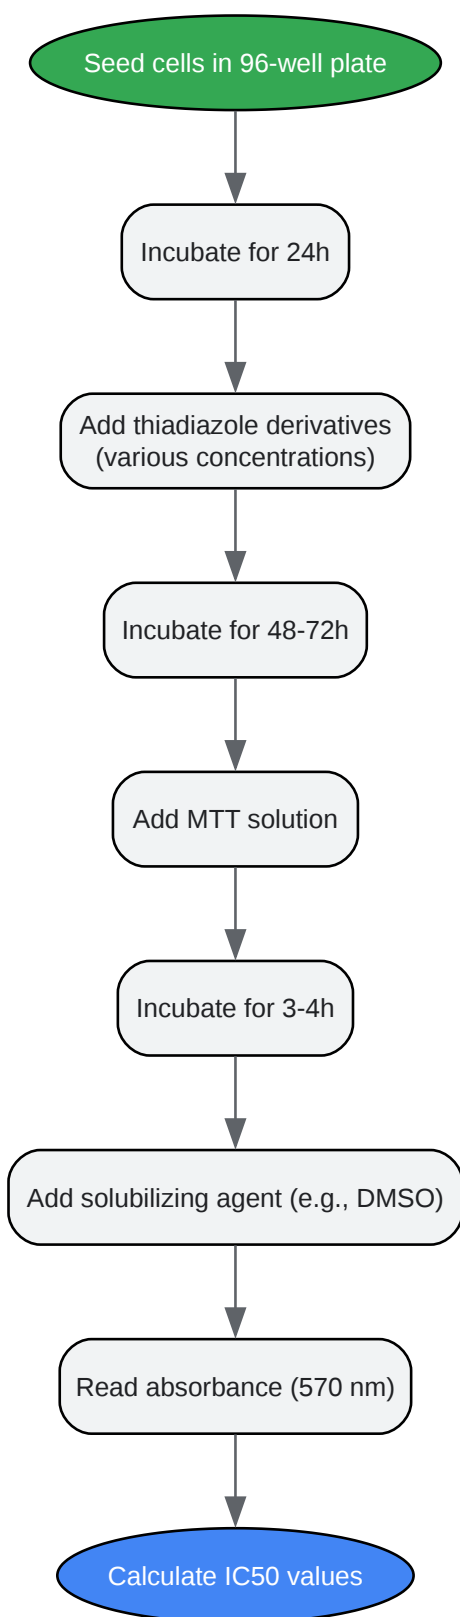 Seed cells in 96-well plate
Incubate for 24h
Add thiadiazole derivatives
(various concentrations)
Incubate for 48-72h
Add MTT solution
Incubate for 3-4h
Add solubilizing agent (e.g., DMSO)
Read absorbance (570 nm)
Calculate IC50 values